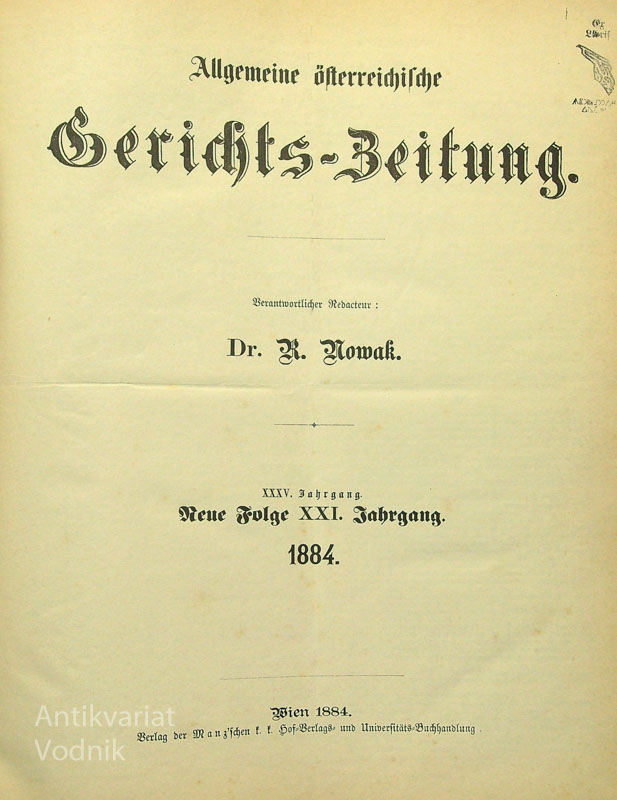 Allgemeine österreichische
Gerichts-Zeitung.
Verantwortlicher Redacteur:
Dr. R. Nowak.
XXXV. Jahrgang.
Neue Folge XXI. Jahrgang.
1884.
Wien 1884.
Verlag der Manz'schen k. k. Hof-Verlags- und Universitäts-Buchhandlung.
Antikvariat
Vodnik
Ex